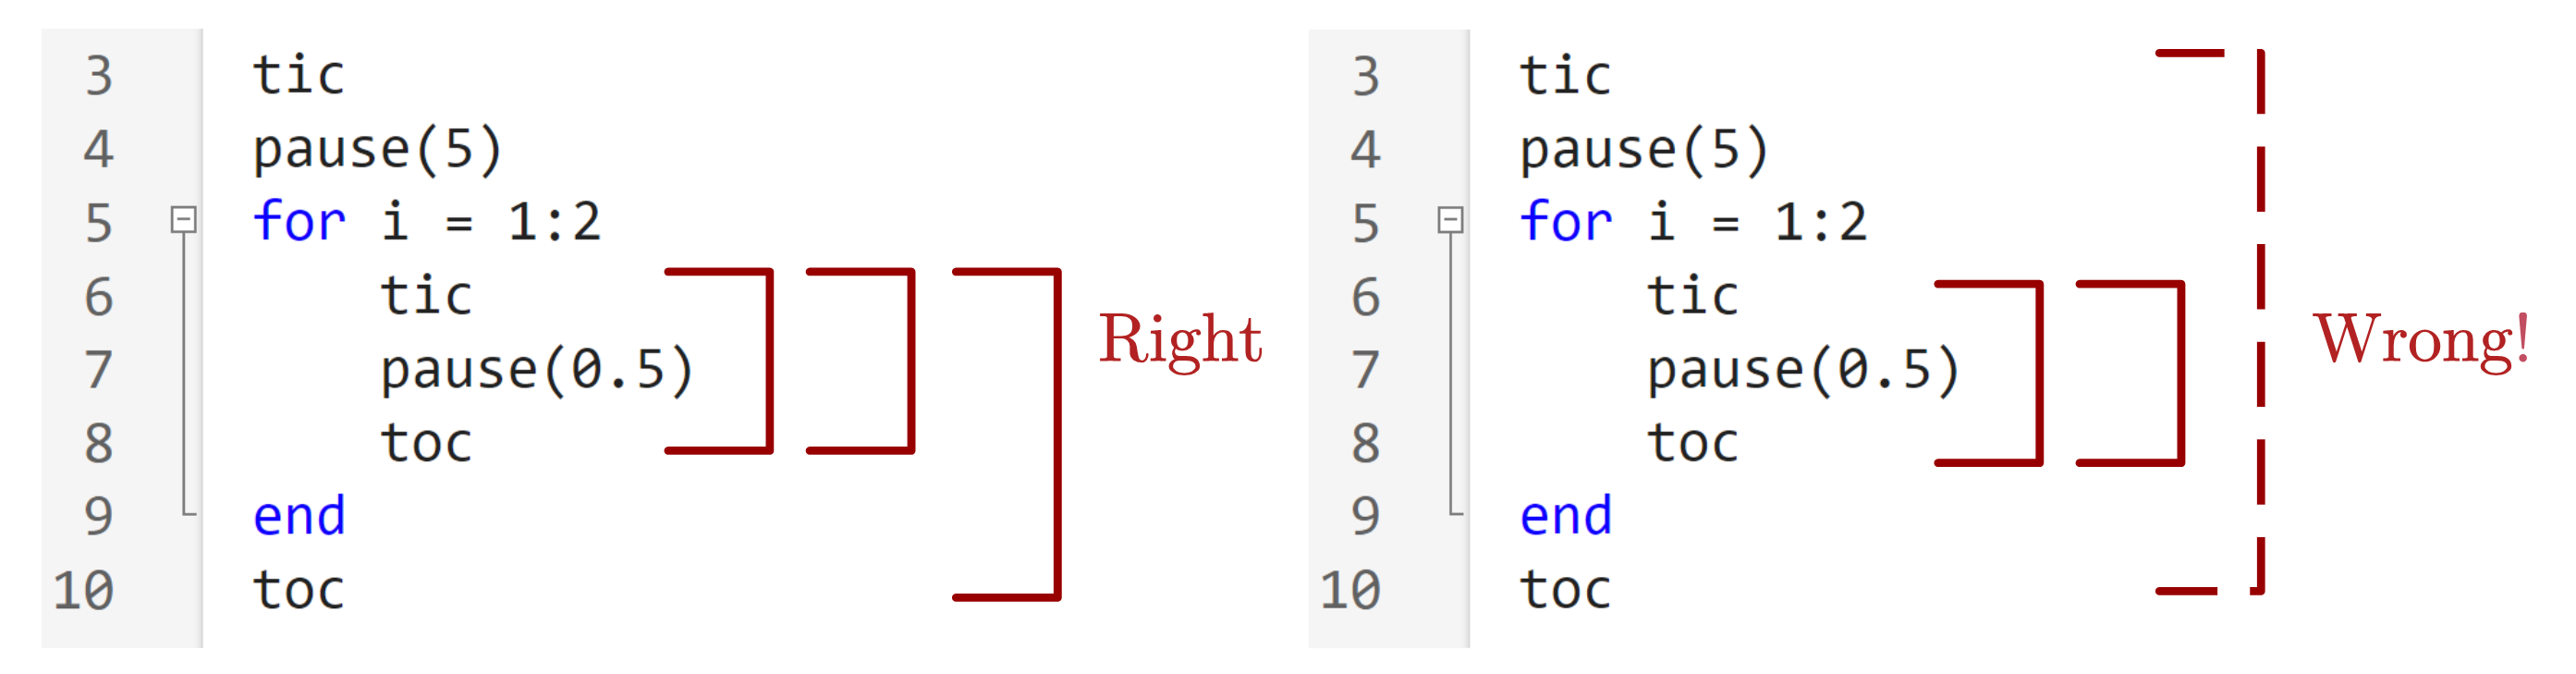 3 tic
4 pause(5)
5 for i = 1:2
6 tic
7 pause(0.5)
8 toc
9 end
10 toc
Right
3 tic
4 pause(5)
5 for i = 1:2
6 tic
7 pause(0.5)
8 toc
9 end
10 toc
Wrong!